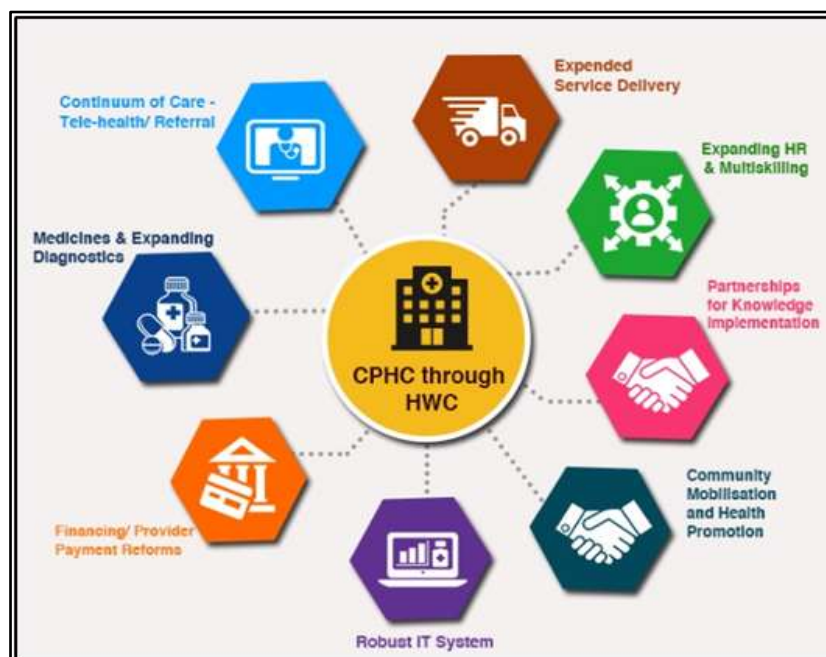 Expended
Service Delivery
Continuum of Care -
Tele-health/ Referral
Expanding HR
& Multiskilling
Medicines & Expanding
Diagnostics
Partnerships
for Knowledge
Implementation
CPHC through
HWC
Community
Mobilisation
and Health
Promotion
Financing/ Provider
Payment Reforms
Robust IT System